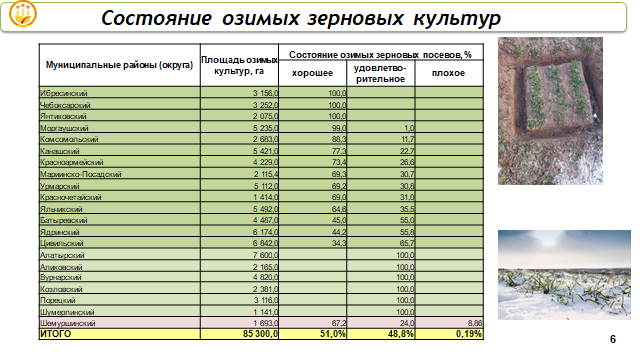 Состояние озимых зерновых культур
Муниципальные районы (округа) Площадь озимых культур, га Состояние озимых зерновых посевов,%
хорошее удовлетво-рительное плохое
Ибресинский 3 156,0 100,0
Чебоксарский 3 252,0 100,0
Янтиковский 2 075,0 100,0
Моргаушский 5 235,0 99,0 1,0
Комсомольский 2 683,0 88,3 11,7
Канашский 5 421,0 77,3 22,7
Красноармейский 4 229,0 73,4 26,6
Мариинско-Посадский 2 115,4 69,3 30,7
Урмарский 5 112,0 69,2 30,8
Красночетайский 1 414,0 69,0 31,0
Яльчикский 5 492,0 64,6 35,5
Батыревский 4 487,0 45,0 55,0
Ядринский 6 174,0 44,2 55,8
Цивильский 6 842,0 34,3 65,7
Алатырский 7 600,0 100,0
Аликовский 2 165,0 100,0
Вурнарский 4 820,0 100,0
Козловский 2 381,0 100,0
Порецкий 3 116,0 100,0
Шумерлинский 1 141,0 100,0
Шемуршинский 1 693,0 67,2 24,0 8,86
ИТОГО 85 300,0 51,0% 48,8% 0,19%
6